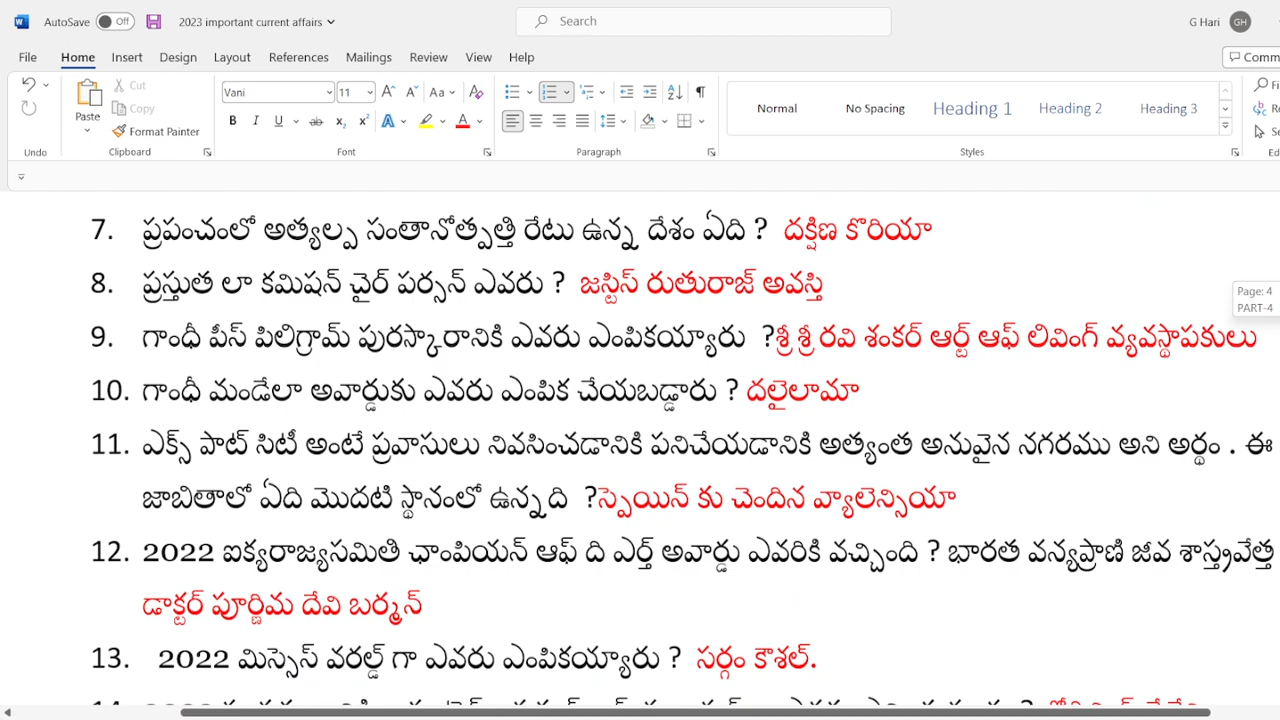 AutoSave Off 2023 important current affairs Search G Hari GH
File Home Insert Design Layout References Mailings Review View Help Comm
Cut
Copy
Paste Format Painter
Vani 11
Normal No Spacing Heading 1 Heading 2 Heading 3
Undo Clipboard Font Paragraph Styles
Page: 4
PART-4
7. ప్రపంచంలో అత్యల్ప సంతానోత్పత్తి రేటు ఉన్న దేశం ఏది ? దక్షిణ కొరియా
8. ప్రస్తుత లా కమిషన్ చైర్ పర్సన్ ఎవరు ? జస్టిస్ రుతురాజ్ అవస్తి
9. గాంధీ పీస్ పిలిగ్రామ్ పురస్కారానికి ఎవరు ఎంపికయ్యారు ?శ్రీ శ్రీ రవి శంకర్ ఆర్ట్ ఆఫ్ లివింగ్ వ్యవస్థాపకులు
10. గాంధీ మండేలా అవార్డుకు ఎవరు ఎంపిక చేయబడ్డారు ? దలైలామా
11. ఎక్స్ పాట్ సిటీ అంటే ప్రవాసులు నివసించడానికి పనిచేయడానికి అత్యంత అనువైన నగరము అని అర్థం . ఈ
జాబితాలో ఏది మొదటి స్థానంలో ఉన్నది ?స్పెయిన్ కు చెందిన వ్యాలెన్సియా
12. 2022 ఐక్యరాజ్యసమితి ఛాంపియన్ ఆఫ్ ది ఎర్త్ అవార్డు ఎవరికి వచ్చింది ? భారత వన్యప్రాణి జీవ శాస్త్రవేత్త
డాక్టర్ పూర్ణిమ దేవి బర్మన్
13. 2022 మిస్సెస్ వరల్డ్ గా ఎవరు ఎంపికయ్యారు ? సర్గం కౌశల్.